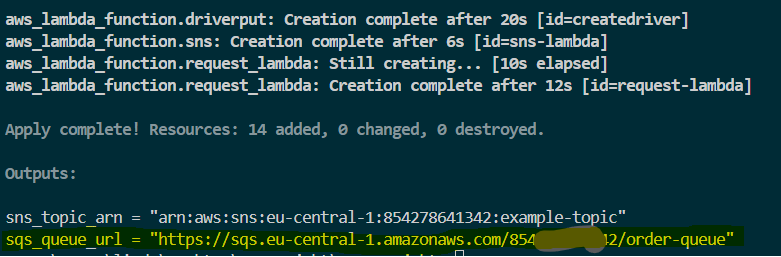 aws_lambda_function.driverput: Creation complete after 20s [id=createdriver]
aws_lambda_function.sns: Creation complete after 6s [id=sns-lambda]
aws_lambda_function.request_lambda: Still creating... [10s elapsed]
aws_lambda_function.request_lambda: Creation complete after 12s [id=request-lambda]
Apply complete! Resources: 14 added, 0 changed, 0 destroyed.
Outputs:
sns_topic_arn = "arn:aws:sns:eu-central-1:854278641342:example-topic"
sqs_queue_url = "https://sqs.eu-central-1.amazonaws.com/854 42/order-queue"